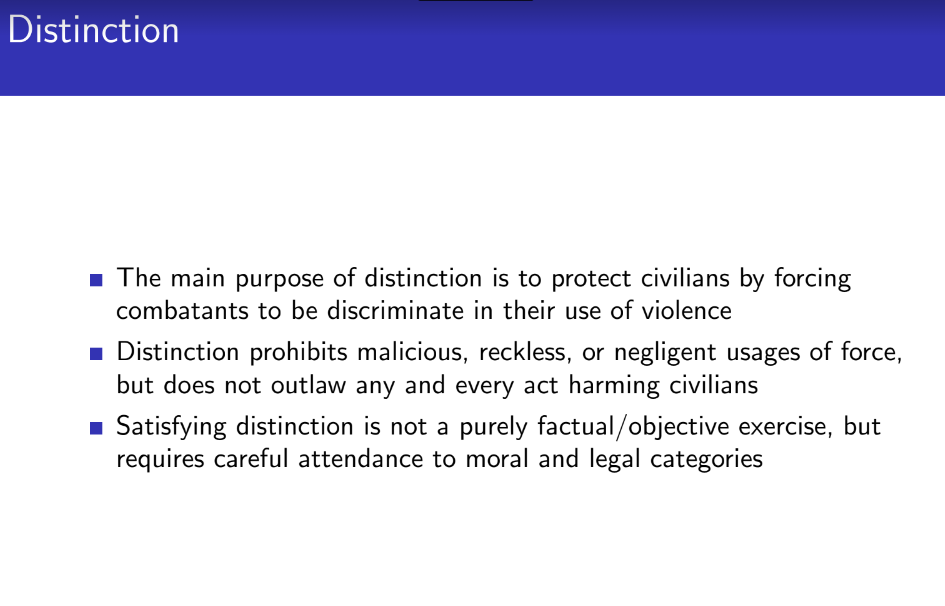 Distinction
The main purpose of distinction is to protect civilians by forcing
combatants to be discriminate in their use of violence
Distinction prohibits malicious, reckless, or negligent usages of force,
but does not outlaw any and every act harming civilians
Satisfying distinction is not a purely factual/objective exercise, but
requires careful attendance to moral and legal categories